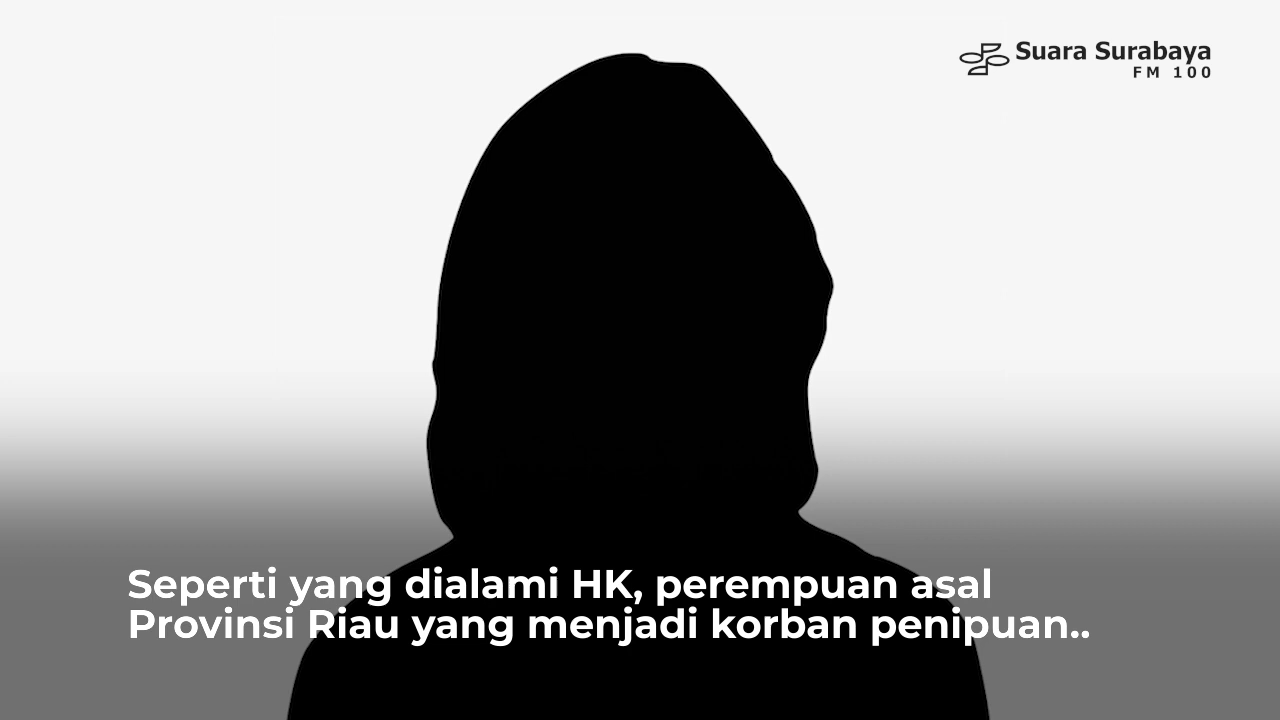 Suara Surabaya
FM 100
Seperti yang dialami HK, perempuan asal
Provinsi Riau yang menjadi korban penipuan..